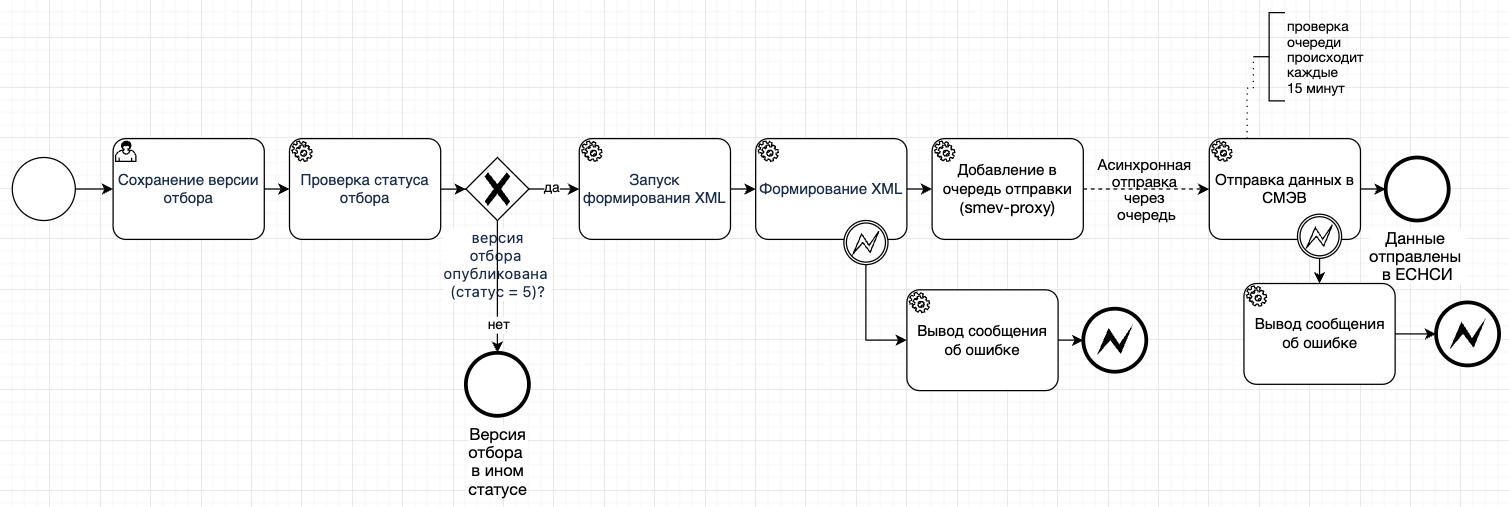 проверка
очереди
происходит
каждые
15 минут
Сохранение версии
отбора
Проверка статуса
отбора
да
Запуск
формирования XML
Формирование XML
Добавление в
очередь отправки
(smev-proxy)
Асинхронная
отправка
через
очередь
Отправка данных в
СМЭВ
Данные
отправлены
в ЕСНСИ
версия
отбора
опубликована
(статус = 5)?
нет
Вывод сообщения
об ошибке
Вывод сообщения
об ошибке
Версия
отбора
в ином
статусе